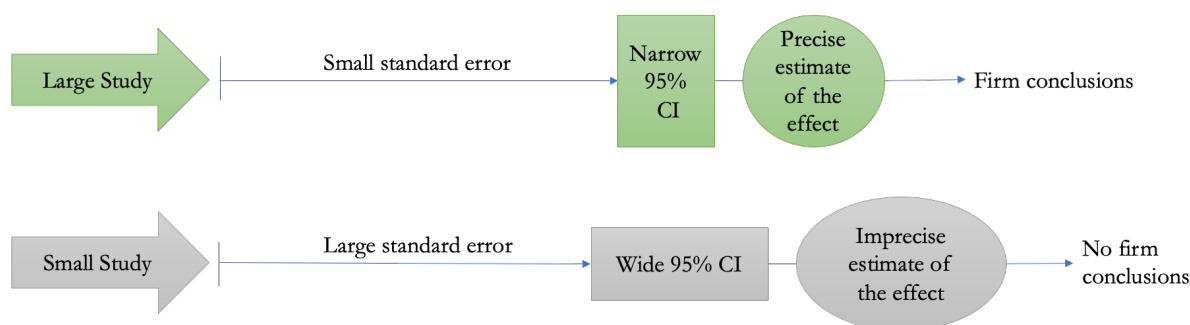 Large Study
Small standard error
Narrow
95%
CI
Precise
estimate
of the
effect
Firm conclusions
Small Study
Large standard error
Wide 95% CI
Imprecise
estimate of
the effect
No firm
conclusions